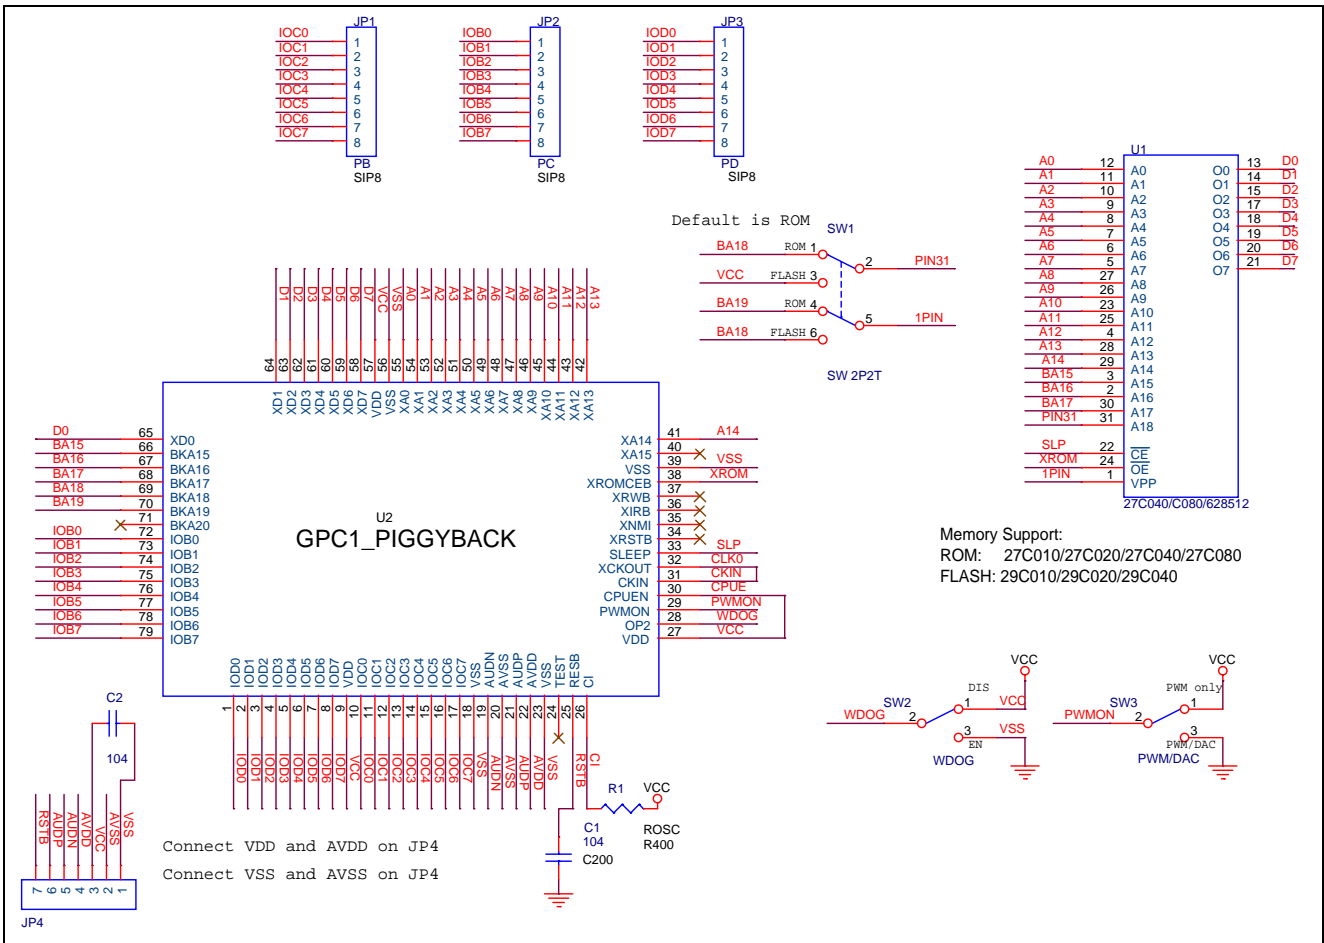 JP1
IOC0 1
IOC1 2
IOC2 3
IOC3 4
IOC4 5
IOC5 6
IOC6 7
IOC7 8
PB
SIP8
JP2
IOB0 1
IOB1 2
IOB2 3
IOB3 4
IOB4 5
IOB5 6
IOB6 7
IOB7 8
PC
SIP8
JP3
IOD0 1
IOD1 2
IOD2 3
IOD3 4
IOD4 5
IOD5 6
IOD6 7
IOD7 8
PD
SIP8
Default is ROM
SW1
BA18 ROM 1
2 PIN31
VCC FLASH 3
BA19 ROM 4
5 1PIN
BA18 FLASH 6
SW 2P2T
U1
A0 12 A0 O0 13 D0
A1 11 A1 O1 14 D1
A2 10 A2 O2 15 D2
A3 9 A3 O3 17 D3
A4 8 A4 O4 18 D4
A5 7 A5 O5 19 D5
A6 6 A6 O6 20 D6
A7 5 A7 O7 21 D7
A8 27 A8
A9 26 A9
A10 23 A10
A11 25 A11
A12 4 A12
A13 28 A13
A14 29 A14
BA15 3 A15
BA16 2 A16
BA17 30 A17
PIN31 31 A18
SLP 22 CE
XROM 24 OE
1PIN 1 VPP
27C040/C080/628512
Memory Support:
ROM: 27C010/27C020/27C040/27C080
FLASH: 29C010/29C020/29C040
D1 D2 D3 D4 D5 D6 D7 VCC VSS A0 A1 A2 A3 A4 A5 A6 A7 A8 A9 A10 A11 A12 A13
64 63 62 61 60 59 58 57 56 55 54 53 52 51 50 49 48 47 46 45 44 43 42
XD1 XD2 XD3 XD4 XD5 XD6 XD7 VDD VSS XA0 XA1 XA2 XA3 XA4 XA5 XA6 XA7 XA8 XA9 XA10 XA11 XA12 XA13
D0 65 XD0
BA15 66 BKA15
BA16 67 BKA16
BA17 68 BKA17
BA18 69 BKA18
BA19 70 BKA19
71 BKA20
IOB0 72 IOB0
IOB1 73 IOB1
IOB2 74 IOB2
IOB3 75 IOB3
IOB4 76 IOB4
IOB5 77 IOB5
IOB6 78 IOB6
IOB7 79 IOB7
U2
GPC1_PIGGYBACK
XA14 41 A14
XA15 40
VSS 39 VSS
XROMCEB 38 XROM
XRWB 37
XIRB 36
XNMI 35
XRSTB 34
SLEEP 33 SLP
XCKOUT 32 CLK0
CKIN 31 CKIN
CPUEN 30 CPUE
PWMON 29 PWMON
OP2 28 WDOG
VDD 27 VCC
IOD0 IOD1 IOD2 IOD3 IOD4 IOD5 IOD6 IOD7 VDD IOC0 IOC1 IOC2 IOC3 IOC4 IOC5 IOC6 IOC7 VSS AUDN AVSS AUDP AVDD VSS TEST RESB CI
1 2 3 4 5 6 7 8 9 10 11 12 13 14 15 16 17 18 19 20 21 22 23 24 25 26
IOD0 IOD1 IOD2 IOD3 IOD4 IOD5 IOD6 IOD7 VCC IOC0 IOC1 IOC2 IOC3 IOC4 IOC5 IOC6 IOC7 VSS AUDN AVSS AUDP AVDD VSS RSTB CI
R1
VCC
ROSC
R400
C1
104
C200
C2
104
RSTB AUDP AUDN AVDD VCC AVSS VSS
7 6 5 4 3 2 1
JP4
Connect VDD and AVDD on JP4
Connect VSS and AVSS on JP4
VCC
SW2
DIS
1 VCC
WDOG 2
3 VSS
EN
WDOG
VCC
SW3
PWM only
1
PWMON 2
3
PWM/DAC
PWM/DAC